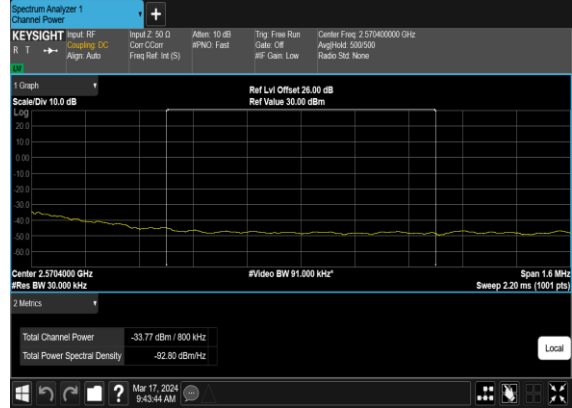 Spectrum Analyzer 1
Channel Power
+
KEYSIGHT Input: RF Input Z: 50 Ω Atten: 10 dB Trig: Free Run Center Freq: 2.570400000 GHz
R T Coupling: DC Corr CCorr #PNO: Fast Gate: Off Avg|Hold: 500/500
Align: Auto Freq Ref: Int (S) #IF Gain: Low Radio Std: None
1 Graph
Ref Lvl Offset 26.00 dB
Scale/Div 10.0 dB Ref Value 30.00 dBm
Log
20.0
10.0
0.00
-10.0
-20.0
-30.0
-40.0
-50.0
-60.0
Center 2.5704000 GHz #Video BW 91.000 kHz* Span 1.6 MHz
#Res BW 30.000 kHz Sweep 2.20 ms (1001 pts)
2 Metrics
Total Channel Power -33.77 dBm / 800 kHz
Total Power Spectral Density -92.80 dBm/Hz
Local
? Mar 17, 2024
9:43:44 AM